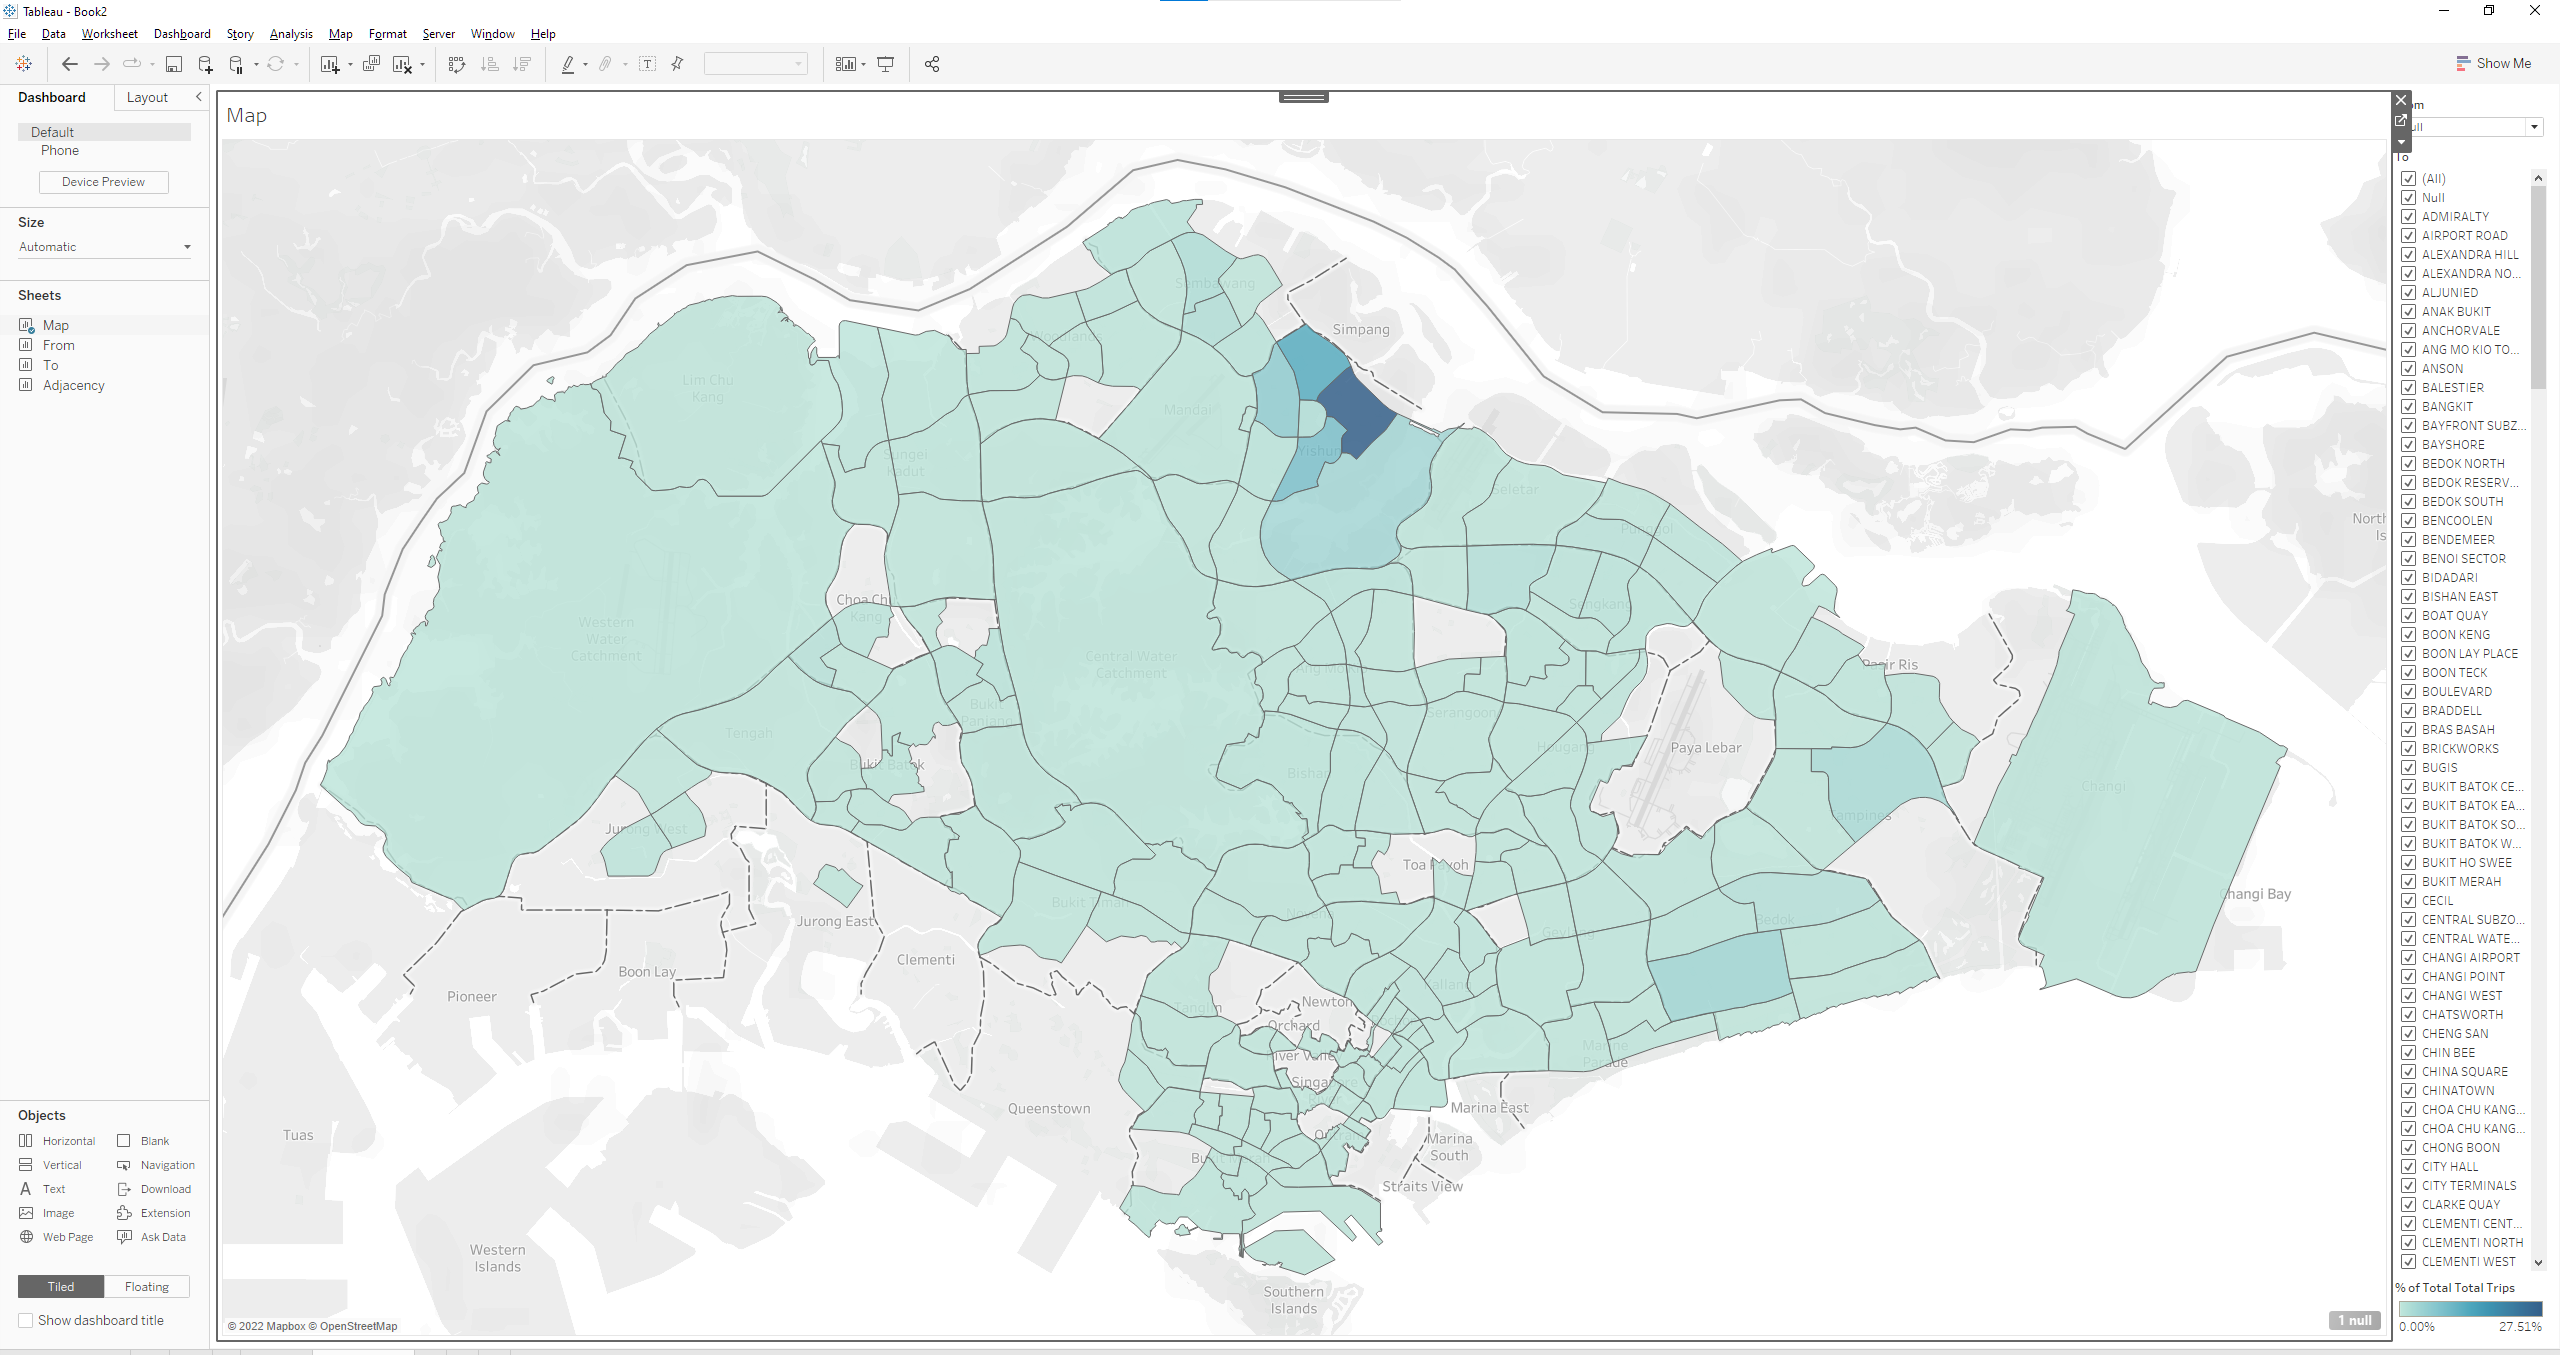 Tableau - Book2
File Data Worksheet Dashboard Story Analysis Map Format Server Window Help
Show Me
Dashboard Layout
Default
Phone
Device Preview
Size
Automatic
Sheets
Map
From
To
Adjacency
Objects
Horizontal Blank
Vertical Navigation
Text Download
Image Extension
Web Page Ask Data
Tiled Floating
Show dashboard title
Map
Simpang
Sembawang
Woodlands
Lim Chu
Kang
Mandai
Sungei
Kadut
Yishun
Seletar
Punggol
North
Is
Choa Chu
Kang
Sengkang
Western
Water
Catchment
Central Water
Catchment
Pasir Ris
Ang Mo
Bukit
Panjang
Serangoon
Tengah
Hougang
Paya Lebar
Bukit Batok
Bishan
Changi
Tampines
Jurong West
Toa Payoh
Changi Bay
Bukit Timah
Novena
Bedok
Jurong East
Geylang
Clementi
Boon Lay
Kallang
Pioneer
Newton
Tanglin
Orchard
River Valley
Marine
Parade
Singapore
River
Queenstown
Marina East
Tuas
Outram
Marina
South
Bukit Merah
Straits View
Western
Islands
Southern
Islands
© 2022 Mapbox © OpenStreetMap
1 null
om
ull
To
(All)
Null
ADMIRALTY
AIRPORT ROAD
ALEXANDRA HILL
ALEXANDRA NO...
ALJUNIED
ANAK BUKIT
ANCHORVALE
ANG MO KIO TO...
ANSON
BALESTIER
BANGKIT
BAYFRONT SUBZ...
BAYSHORE
BEDOK NORTH
BEDOK RESERV...
BEDOK SOUTH
BENCOOLEN
BENDEMEER
BENOI SECTOR
BIDADARI
BISHAN EAST
BOAT QUAY
BOON KENG
BOON LAY PLACE
BOON TECK
BOULEVARD
BRADDELL
BRAS BASAH
BRICKWORKS
BUGIS
BUKIT BATOK CE...
BUKIT BATOK EA...
BUKIT BATOK SO...
BUKIT BATOK W...
BUKIT HO SWEE
BUKIT MERAH
CECIL
CENTRAL SUBZO...
CENTRAL WATE...
CHANGI AIRPORT
CHANGI POINT
CHANGI WEST
CHATSWORTH
CHENG SAN
CHIN BEE
CHINA SQUARE
CHINATOWN
CHOA CHU KANG...
CHOA CHU KANG...
CHONG BOON
CITY HALL
CITY TERMINALS
CLARKE QUAY
CLEMENTI CENT...
CLEMENTI NORTH
CLEMENTI WEST
% of Total Total Trips
0.00% 27.51%